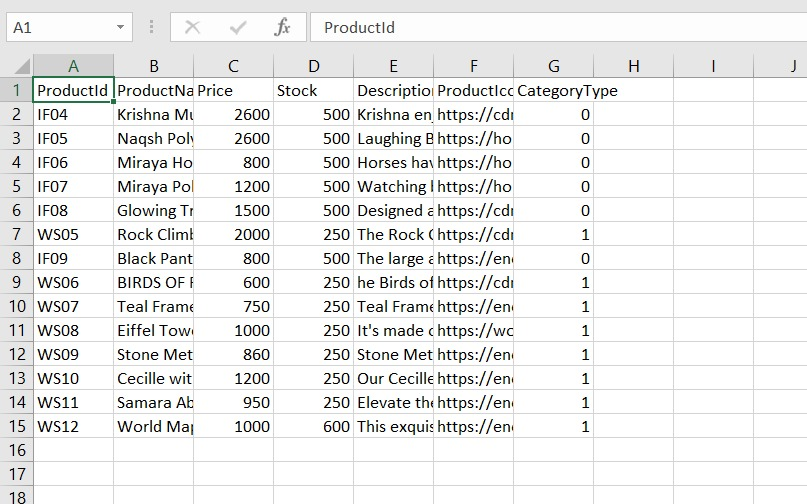 A1 fx ProductId
A B C D E F G H I J
1 ProductId ProductNa Price Stock Description ProductIco CategoryType
2 IF04 Krishna Mu 2600 500 Krishna en https://cdn 0
3 IF05 Naqsh Poly 2600 500 Laughing B https://ho 0
4 IF06 Miraya Ho 800 500 Horses hav https://ho 0
5 IF07 Miraya Pol 1200 500 Watching https://ho 0
6 IF08 Glowing Tr 1500 500 Designed a https://cdn 0
7 WS05 Rock Climb 2000 250 The Rock https://cdn 1
8 IF09 Black Pant 800 500 The large a https://en 0
9 WS06 BIRDS OF 600 250 he Birds of https://cdn 1
10 WS07 Teal Frame 750 250 Teal Frame https://en 1
11 WS08 Eiffel Towe 1000 250 It's made https://wo 1
12 WS09 Stone Met 860 250 Stone Met https://en 1
13 WS10 Cecille wit 1200 250 Our Cecille https://en 1
14 WS11 Samara Ab 950 250 Elevate the https://en 1
15 WS12 World Map 1000 600 This exquis https://en 1
16
17
18